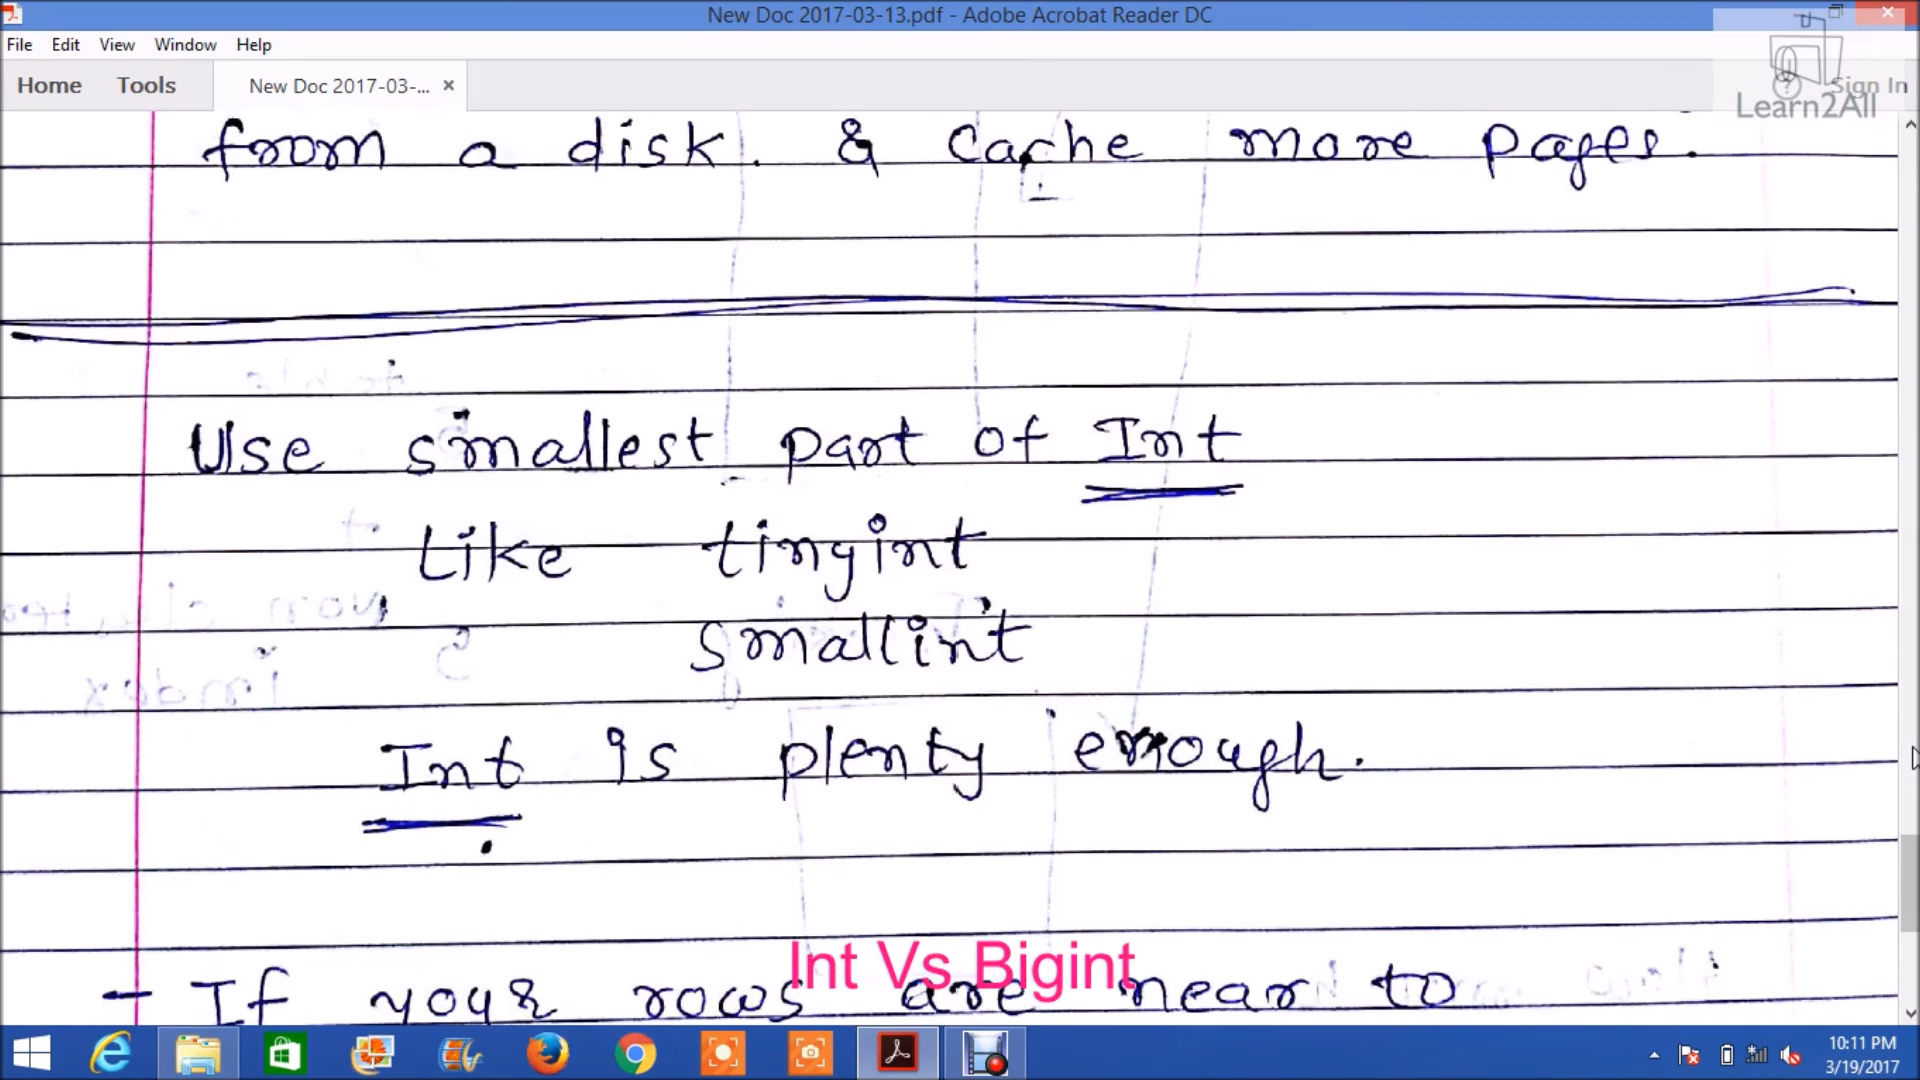 New Doc 2017-03-13.pdf - Adobe Acrobat Reader DC
File Edit View Window Help
Home Tools New Doc 2017-03-... × Sign In
Learn2All
from a disk. & Cache more pages.
Use smallest part of Int
Like tinyint
smallint
Int is plenty enough.
Int Vs Bigint
- If your rows are near to
10:11 PM
3/19/2017